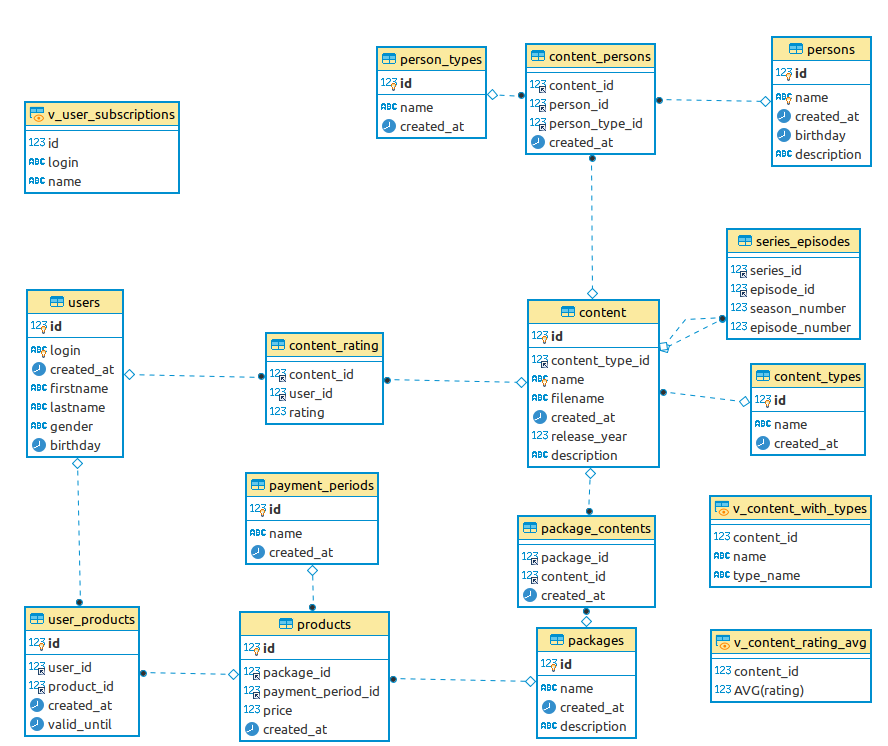 person_types
123 id
ABC name
created_at
content_persons
123 content_id
123 person_id
123 person_type_id
created_at
persons
123 id
ABC name
created_at
birthday
ABC description
v_user_subscriptions
123 id
ABC login
ABC name
series_episodes
123 series_id
123 episode_id
123 season_number
123 episode_number
users
123 id
ABC login
created_at
ABC firstname
ABC lastname
ABC gender
birthday
content_rating
123 content_id
123 user_id
123 rating
content
123 id
123 content_type_id
ABC name
ABC filename
created_at
123 release_year
ABC description
content_types
123 id
ABC name
created_at
payment_periods
123 id
ABC name
created_at
package_contents
123 package_id
123 content_id
created_at
v_content_with_types
123 content_id
ABC name
ABC type_name
user_products
123 id
123 user_id
123 product_id
created_at
valid_until
products
123 id
123 package_id
123 payment_period_id
123 price
created_at
packages
123 id
ABC name
created_at
ABC description
v_content_rating_avg
123 content_id
123 AVG(rating)